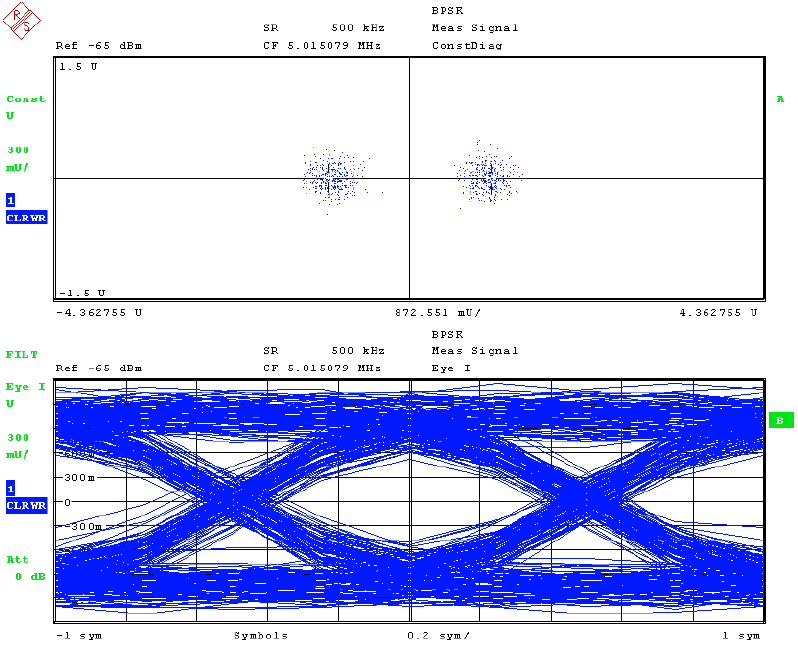 R S
BPSK
SR 500 kHz Meas Signal
Ref -65 dBm CF 5.015079 MHz ConstDiag
1.5 U
Const
U
A
300
mU/
1
CLRWR
-1.5 U
-4.362755 U 872.551 mU/ 4.362755 U
BPSK
FILT SR 500 kHz Meas Signal
Ref -65 dBm CF 5.015079 MHz Eye I
Eye I
U
B
300
mU/
300m
1
0
CLRWR
-300m
Att
0 dB
-1 sym Symbols 0.2 sym/ 1 sym